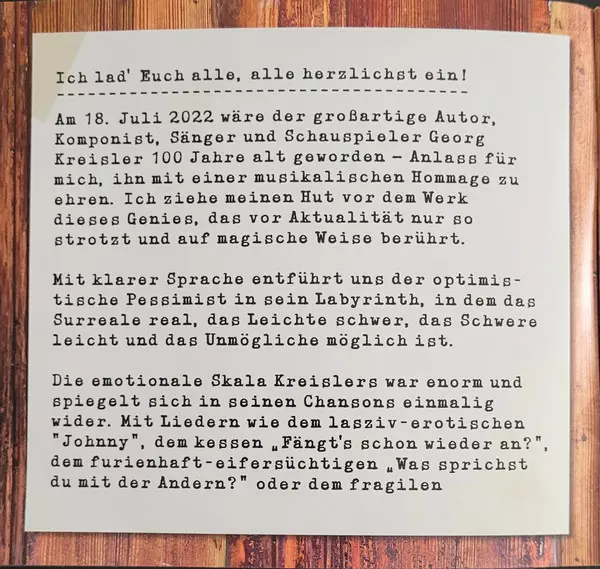 Ich lad' Euch alle, alle herzlichst ein!
Am 18. Juli 2022 wäre der großartige Autor,
Komponist, Sänger und Schauspieler Georg
Kreisler 100 Jahre alt geworden – Anlass für
mich, ihn mit einer musikalischen Hommage zu
ehren. Ich ziehe meinen Hut vor dem Werk
dieses Genies, das vor Aktualität nur so
strotzt und auf magische Weise berührt.
Mit klarer Sprache entführt uns der optimis-
tische Pessimist in sein Labyrinth, in dem das
Surreale real, das Leichte schwer, das Schwere
leicht und das Unmögliche möglich ist.
Die emotionale Skala Kreislers war enorm und
spiegelt sich in seinen Chansons einmalig
wider. Mit Liedern wie dem lasziv-erotischen
"Johnny", dem kessen „Fängt's schon wieder an?",
dem furienhaft-eifersüchtigen „Was sprichst
du mit der Andern?" oder dem fragilen